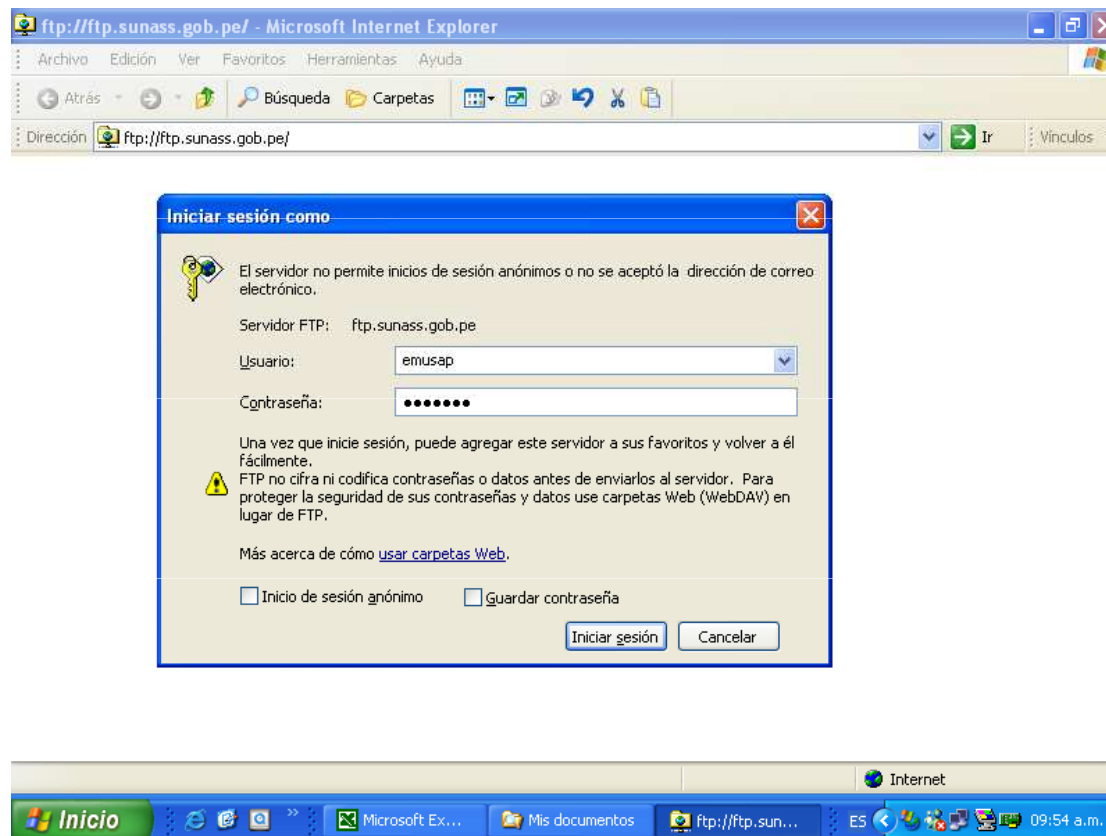 ftp://ftp.sunass.gob.pe/ - Microsoft Internet Explorer
Archivo Edición Ver Favoritos Herramientas Ayuda
Atrás Búsqueda Carpetas
Dirección ftp://ftp.sunass.gob.pe/ Ir Vínculos
Iniciar sesión como
El servidor no permite inicios de sesión anónimos o no se aceptó la dirección de correo
electrónico.
Servidor FTP: ftp.sunass.gob.pe
Usuario: emusap
Contraseña: •••••••
Una vez que inicie sesión, puede agregar este servidor a sus favoritos y volver a él
fácilmente.
FTP no cifra ni codifica contraseñas o datos antes de enviarlos al servidor. Para
proteger la seguridad de sus contraseñas y datos use carpetas Web (WebDAV) en
lugar de FTP.
Más acerca de cómo usar carpetas Web.
Inicio de sesión anónimo Guardar contraseña
Iniciar sesión Cancelar
Internet
Inicio » Microsoft Ex... Mis documentos ftp://ftp.sun... ES 09:54 a.m.